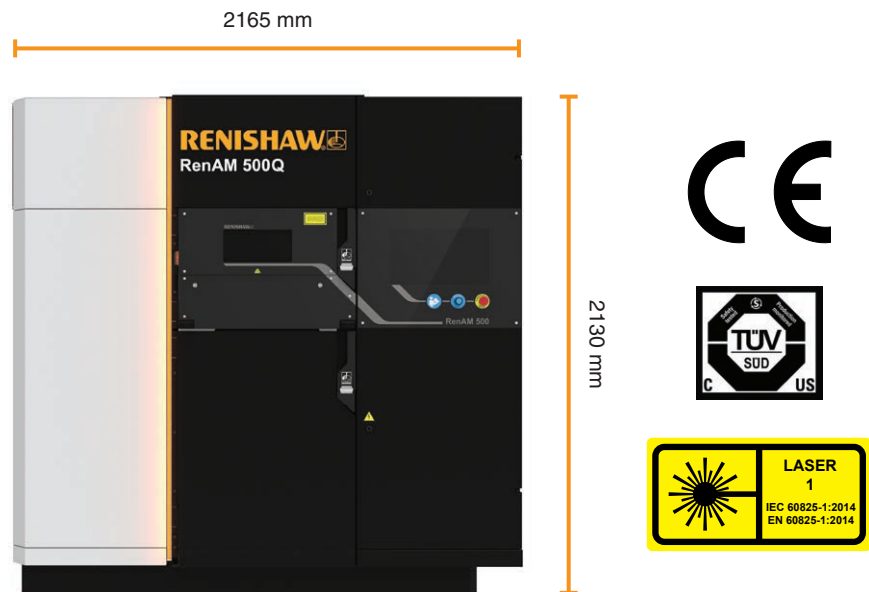 2165 mm
RENISHAW
RenAM 500Q
RENISHAW
RenAM 500
2130 mm
CE
Safety tested
S
Production monitored
TÜV
SÜD
C US
LASER
1
IEC 60825-1:2014
EN 60825-1:2014